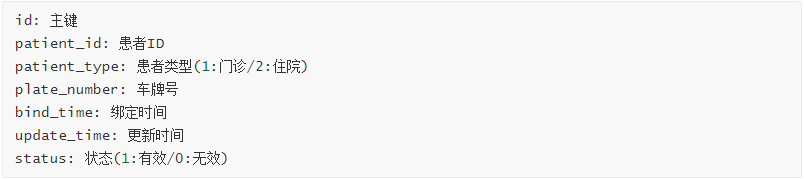 id: 主键
patient_id: 患者ID
patient_type: 患者类型(1:门诊/2:住院)
plate_number: 车牌号
bind_time: 绑定时间
update_time: 更新时间
status: 状态(1:有效/0:无效)